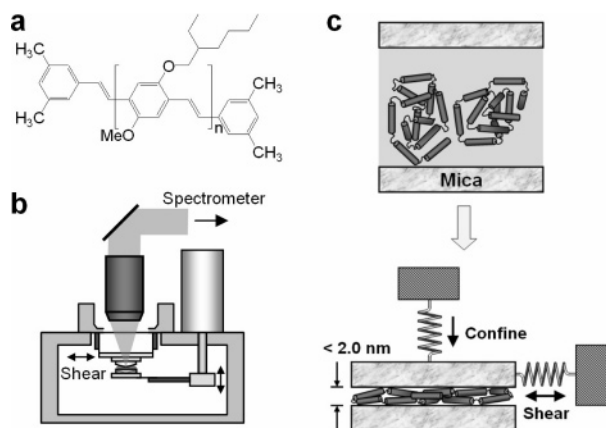 a
CH₃
H₃C
O
n
H₃C
MeO
CH₃
b
Spectrometer
Shear
c
Mica
Confine
< 2.0 nm
Shear